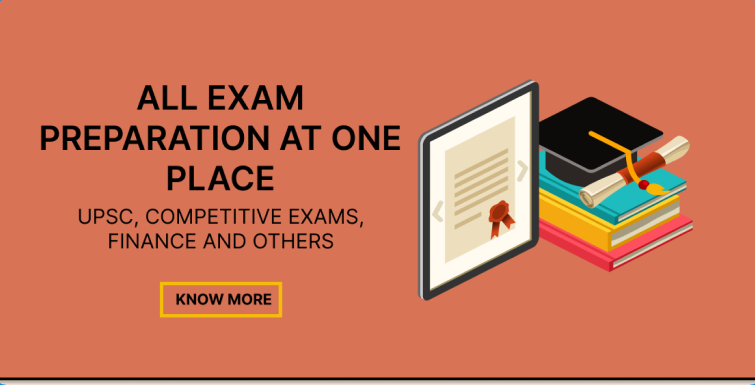 ALL EXAM
PREPARATION AT ONE
PLACE
UPSC, COMPETITIVE EXAMS,
FINANCE AND OTHERS
KNOW MORE